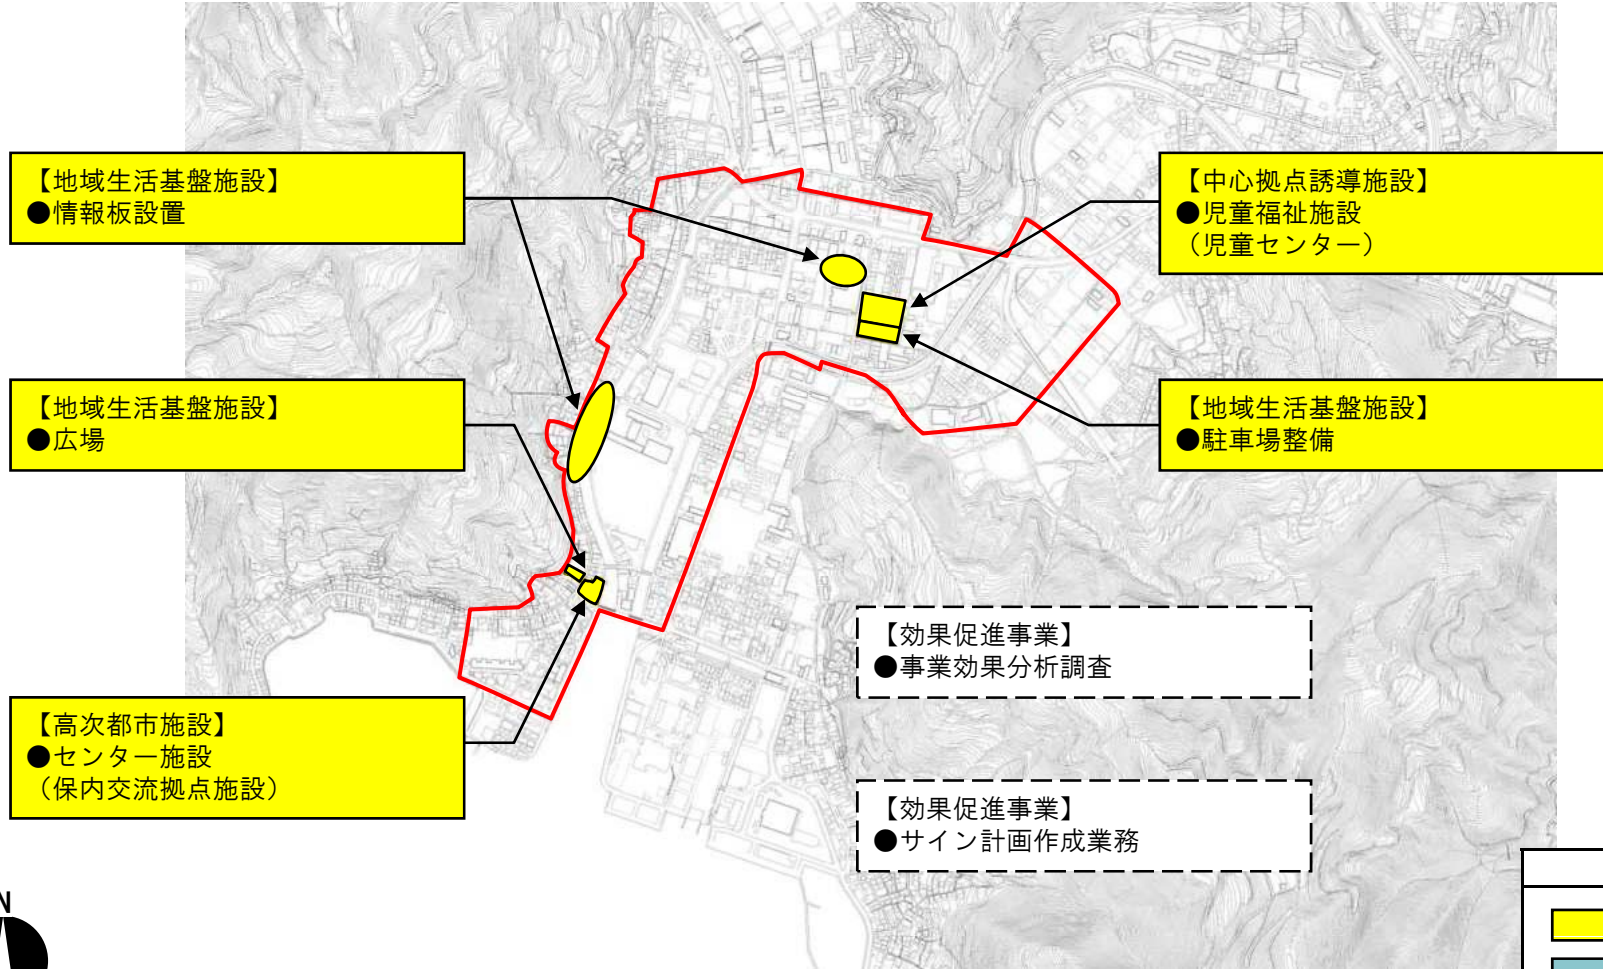 【地域生活基盤施設】
●情報板設置
【中心拠点誘導施設】
●児童福祉施設
（児童センター）
【地域生活基盤施設】
●広場
【地域生活基盤施設】
●駐車場整備
【効果促進事業】
●事業効果分析調査
【高次都市施設】
●センター施設
（保内交流拠点施設）
【効果促進事業】
●サイン計画作成業務
N